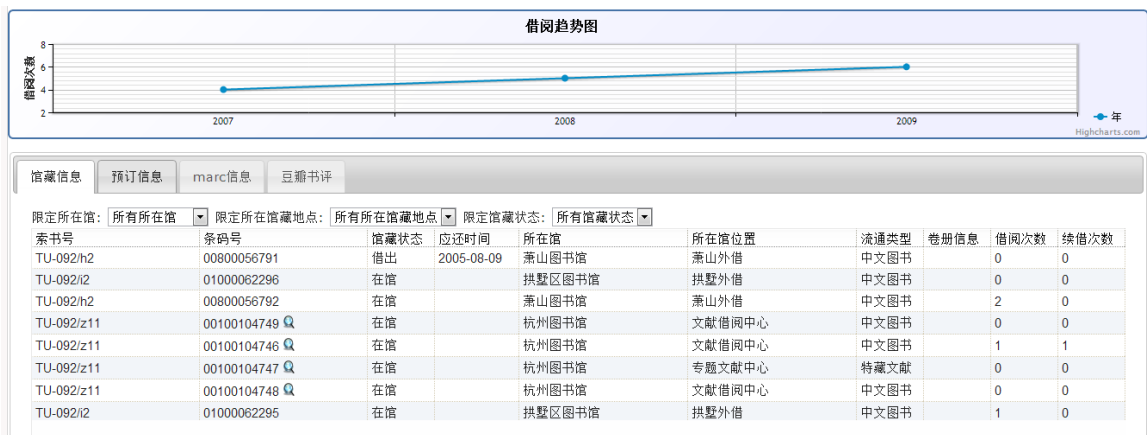 借阅趋势图
借阅次数
8
6
4
2
2007 2008 2009
年
Highcharts.com
馆藏信息 预订信息 marc信息 豆瓣书评
限定所在馆: 所有所在馆 限定所在馆藏地点: 所有所在馆藏地点 限定馆藏状态: 所有馆藏状态
索书号 条码号 馆藏状态 应还时间 所在馆 所在馆位置 流通类型 卷册信息 借阅次数 续借次数
TU-092/h2 00800056791 借出 2005-08-09 萧山图书馆 萧山外借 中文图书 0 0
TU-092/i2 01000062296 在馆 拱墅区图书馆 拱墅外借 中文图书 0 0
TU-092/h2 00800056792 在馆 萧山图书馆 萧山外借 中文图书 2 0
TU-092/z11 00100104749 在馆 杭州图书馆 文献借阅中心 中文图书 0 0
TU-092/z11 00100104746 在馆 杭州图书馆 文献借阅中心 中文图书 1 1
TU-092/z11 00100104747 在馆 杭州图书馆 专题文献中心 特藏文献 0 0
TU-092/z11 00100104748 在馆 杭州图书馆 文献借阅中心 中文图书 0 0
TU-092/i2 01000062295 在馆 拱墅区图书馆 拱墅外借 中文图书 1 0